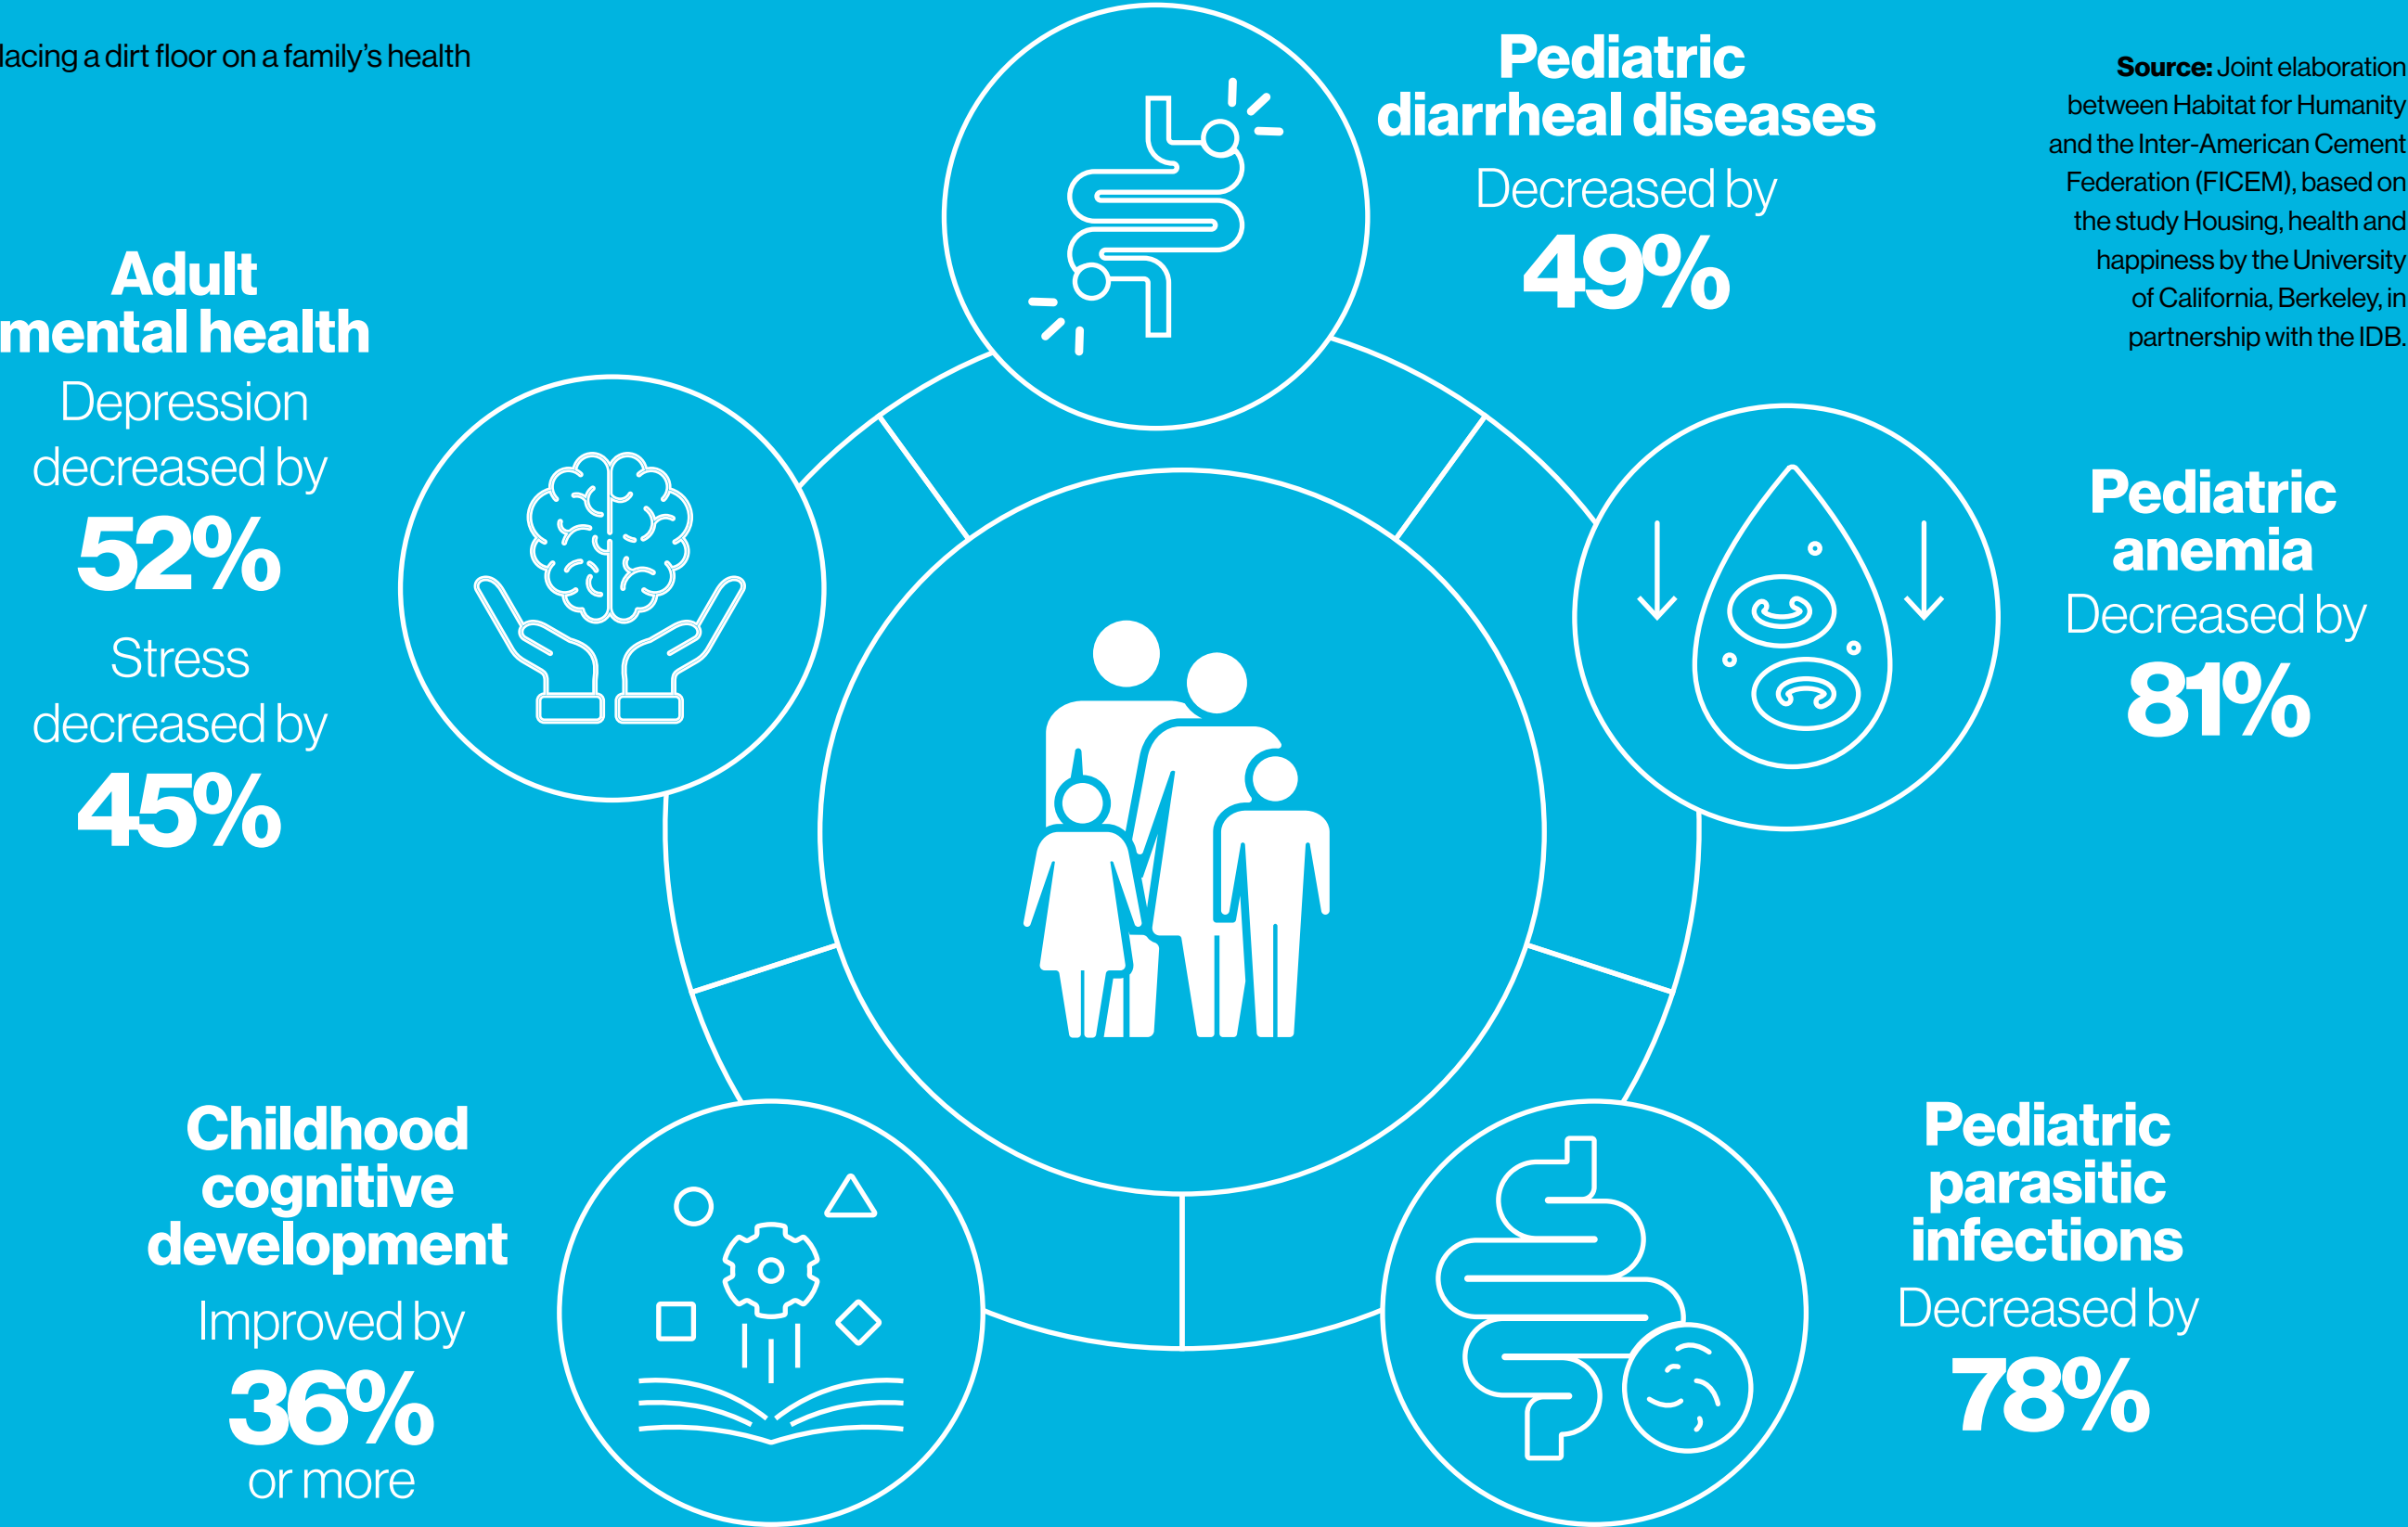 lacing a dirt floor on a family's health
Pediatric
diarrheal diseases
Decreased by
49%
Source: Joint elaboration
between Habitat for Humanity
and the Inter-American Cement
Federation (FICEM), based on
the study Housing, health and
happiness by the University
of California, Berkeley, in
partnership with the IDB.
Adult
mental health
Depression
decreased by
52%
Stress
decreased by
45%
Pediatric
anemia
Decreased by
81%
Childhood
cognitive
development
Improved by
36%
or more
Pediatric
parasitic
infections
Decreased by
78%